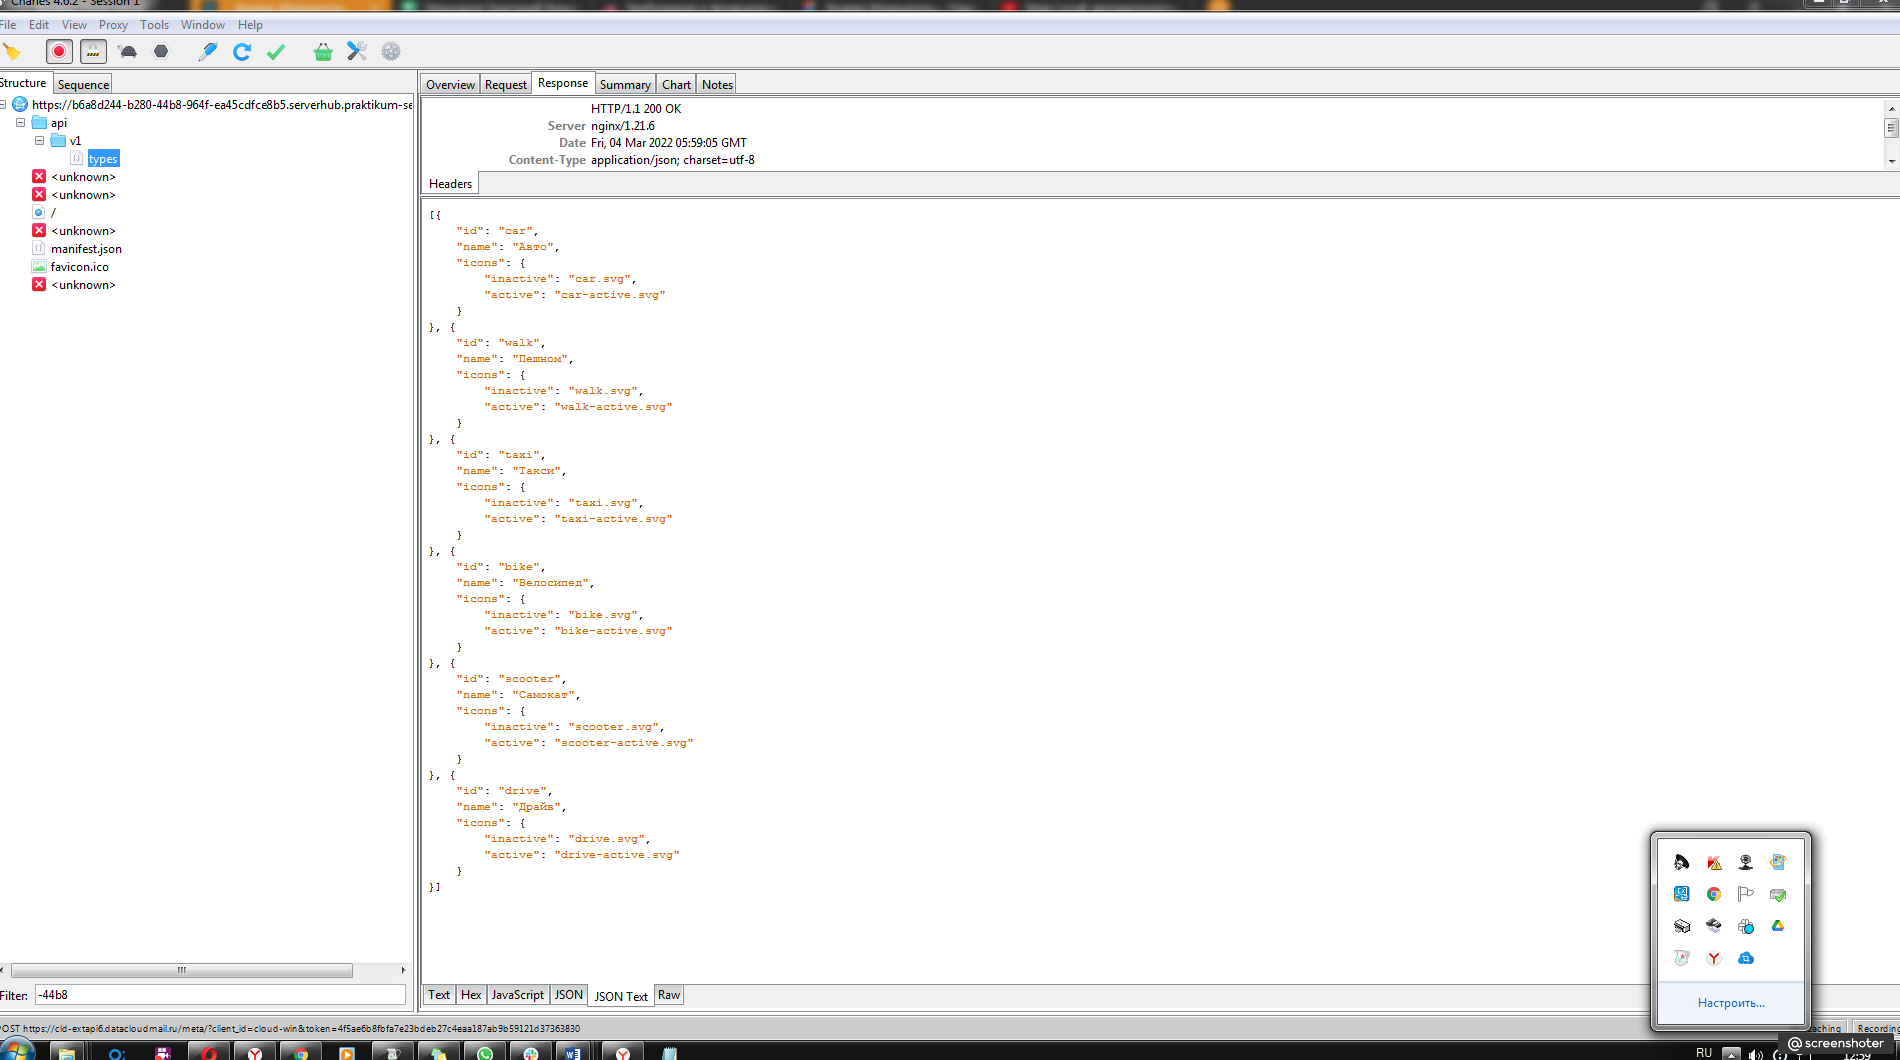 Charles 4.6.2 - Session 1
File Edit View Proxy Tools Window Help
Structure Sequence
https://b6a8d244-b280-44b8-964f-ea45cdfce8b5.serverhub.praktikum-se
api
v1
types
<unknown>
<unknown>
/
<unknown>
manifest.json
favicon.ico
<unknown>
Filter: -44b8
Overview Request Response Summary Chart Notes
HTTP/1.1 200 OK
Server nginx/1.21.6
Date Fri, 04 Mar 2022 05:59:05 GMT
Content-Type application/json; charset=utf-8
Headers
[{
"id": "car",
"name": "Авто",
"icons": {
"inactive": "car.svg",
"active": "car-active.svg"
}
}, {
"id": "walk",
"name": "Пешком",
"icons": {
"inactive": "walk.svg",
"active": "walk-active.svg"
}
}, {
"id": "taxi",
"name": "Такси",
"icons": {
"inactive": "taxi.svg",
"active": "taxi-active.svg"
}
}, {
"id": "bike",
"name": "Велосипед",
"icons": {
"inactive": "bike.svg",
"active": "bike-active.svg"
}
}, {
"id": "scooter",
"name": "Самокат",
"icons": {
"inactive": "scooter.svg",
"active": "scooter-active.svg"
}
}, {
"id": "drive",
"name": "Драйв",
"icons": {
"inactive": "drive.svg",
"active": "drive-active.svg"
}
}]
Text Hex JavaScript JSON JSON Text Raw
Настроить...
POST https://cld-extapi6.datacloudmail.ru/meta/?client_id=cloud-win&token=4f5ae6b8fbfa7e23bdeb27c4eaa187ab9b59121d37363830
Recording
@screenshoter
RU
12:59